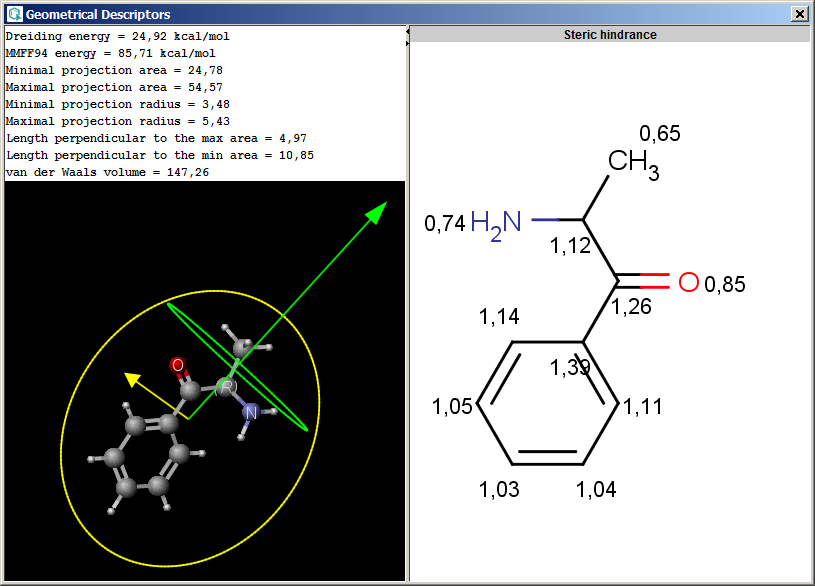 Geometrical Descriptors
Dreiding energy = 24,92 kcal/mol
MMFF94 energy = 85,71 kcal/mol
Minimal projection area = 24,78
Maximal projection area = 54,57
Minimal projection radius = 3,48
Maximal projection radius = 5,43
Length perpendicular to the max area = 4,97
Length perpendicular to the min area = 10,85
van der Waals volume = 147,26
O
(R)
N
Steric hindrance
0,65
CH3
0,74 H2N
1,12
O 0,85
1,26
1,14
1,39
1,05
1,11
1,03
1,04